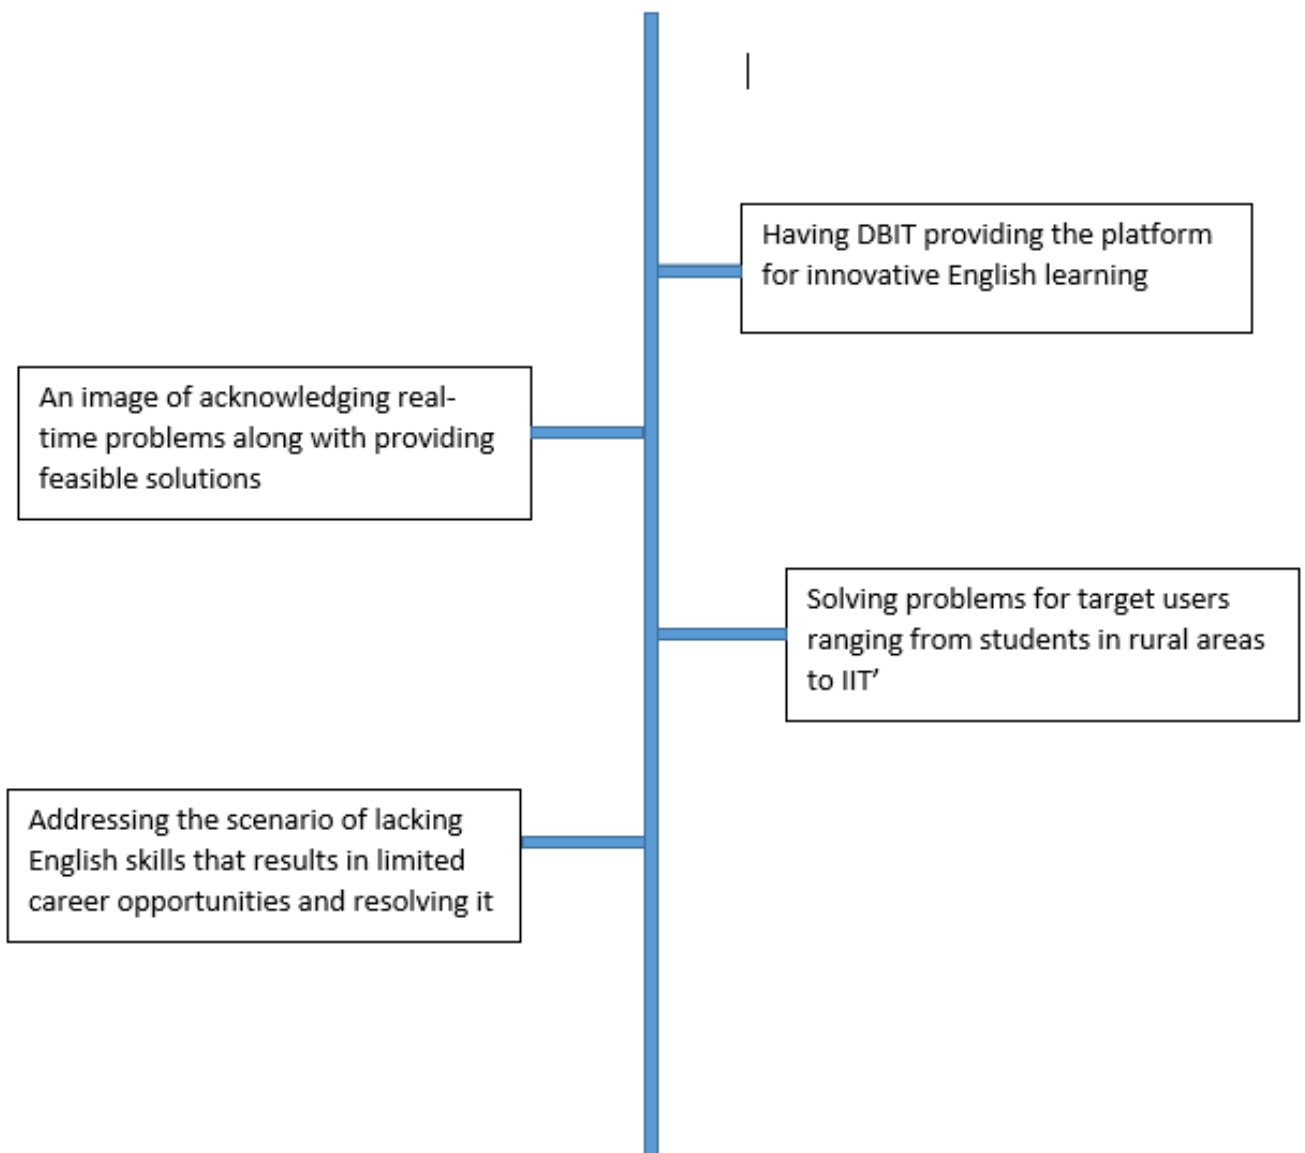 Having DBIT providing the platform
for innovative English learning
An image of acknowledging real-
time problems along with providing
feasible solutions
Solving problems for target users
ranging from students in rural areas
to IIT’
Addressing the scenario of lacking
English skills that results in limited
career opportunities and resolving it